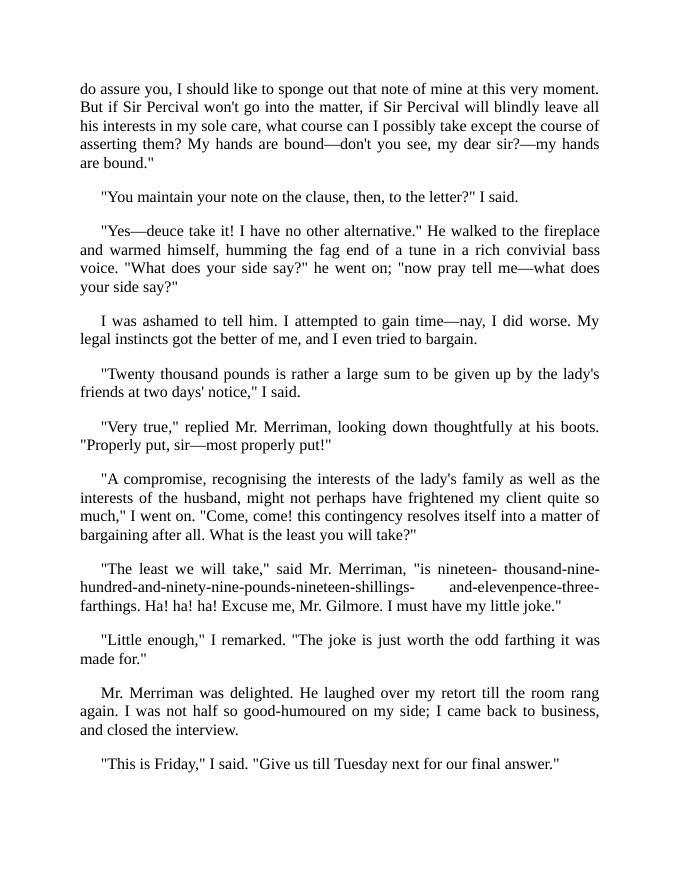 do assure you, I should like to sponge out that note of mine at this very moment.
But if Sir Percival won't go into the matter, if Sir Percival will blindly leave all
his interests in my sole care, what course can I possibly take except the course of
asserting them? My hands are bound—don't you see, my dear sir?—my hands
are bound."
"You maintain your note on the clause, then, to the letter?" I said.
"Yes—deuce take it! I have no other alternative." He walked to the fireplace
and warmed himself, humming the fag end of a tune in a rich convivial bass
voice. "What does your side say?" he went on; "now pray tell me—what does
your side say?"
I was ashamed to tell him. I attempted to gain time—nay, I did worse. My
legal instincts got the better of me, and I even tried to bargain.
"Twenty thousand pounds is rather a large sum to be given up by the lady's
friends at two days' notice," I said.
"Very true," replied Mr. Merriman, looking down thoughtfully at his boots.
"Properly put, sir—most properly put!"
"A compromise, recognising the interests of the lady's family as well as the
interests of the husband, might not perhaps have frightened my client quite so
much," I went on. "Come, come! this contingency resolves itself into a matter of
bargaining after all. What is the least you will take?"
"The least we will take," said Mr. Merriman, "is nineteen- thousand-nine-
hundred-and-ninety-nine-pounds-nineteen-shillings- and-elevenpence-three-
farthings. Ha! ha! ha! Excuse me, Mr. Gilmore. I must have my little joke."
"Little enough," I remarked. "The joke is just worth the odd farthing it was
made for."
Mr. Merriman was delighted. He laughed over my retort till the room rang
again. I was not half so good-humoured on my side; I came back to business,
and closed the interview.
"This is Friday," I said. "Give us till Tuesday next for our final answer."